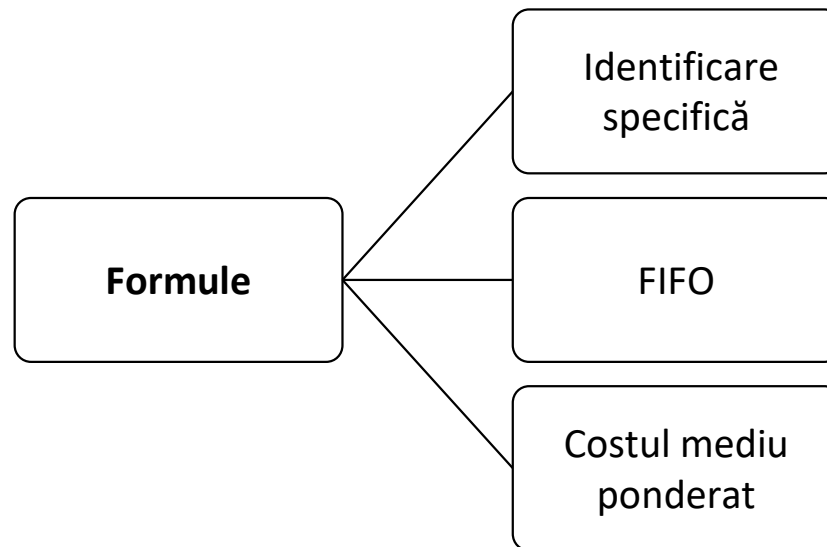 Identificare
specifică
Formule
FIFO
Costul mediu
ponderat